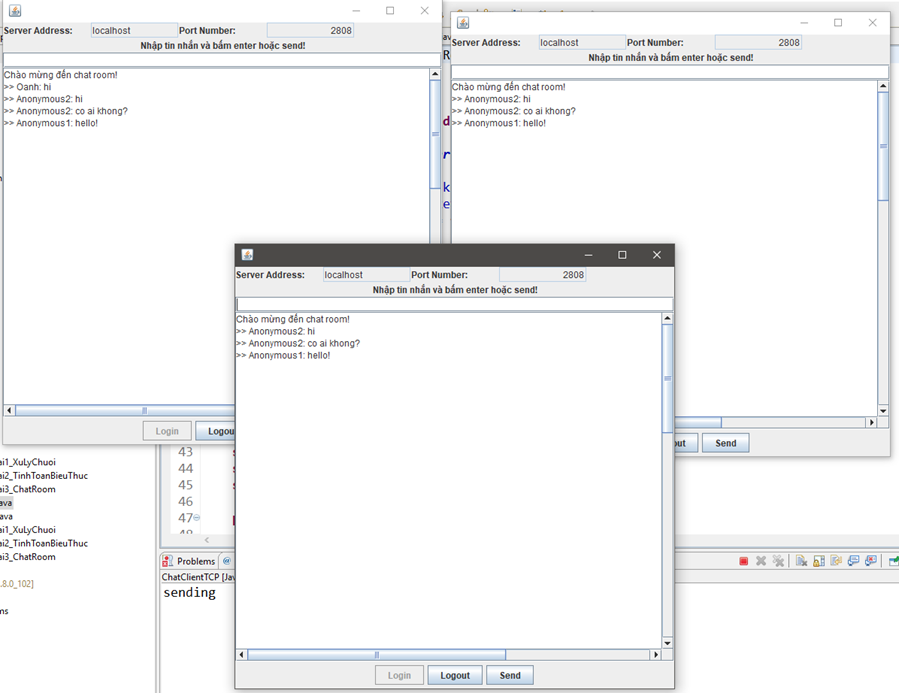 Server Address: localhost Port Number: 2808
Nhập tin nhắn và bấm enter hoặc send!
Chào mừng đến chat room!
>> Oanh: hi
>> Anonymous2: hi
>> Anonymous2: co ai khong?
>> Anonymous1: hello!
Login Logou
Server Address: localhost Port Number: 2808
Nhập tin nhắn và bấm enter hoặc send!
Chào mừng đến chat room!
>> Anonymous2: hi
>> Anonymous2: co ai khong?
>> Anonymous1: hello!
out Send
Server Address: localhost Port Number: 2808
Nhập tin nhắn và bấm enter hoặc send!
Chào mừng đến chat room!
>> Anonymous2: hi
>> Anonymous2: co ai khong?
>> Anonymous1: hello!
Login Logout Send
ai1_XuLyChuoi
ai2_TinhToanBieuThuc
ai3_ChatRoom
ava
ava
ai1_XuLyChuoi
ai2_TinhToanBieuThuc
ai3_ChatRoom
.8.0_102]
ms
43
44
45
46
47
48
Problems @
ChatClientTCP [Jav
sending